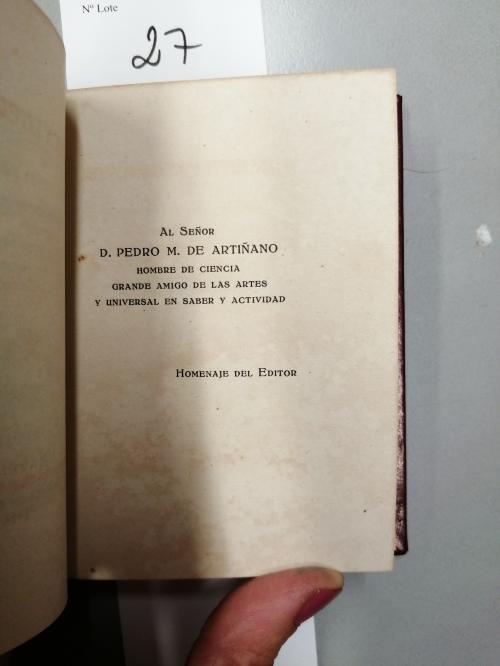 Nº Lote
27
AL SEÑOR
D. PEDRO M. DE ARTIÑANO
HOMBRE DE CIENCIA
GRANDE AMIGO DE LAS ARTES
Y UNIVERSAL EN SABER Y ACTIVIDAD
HOMENAJE DEL EDITOR